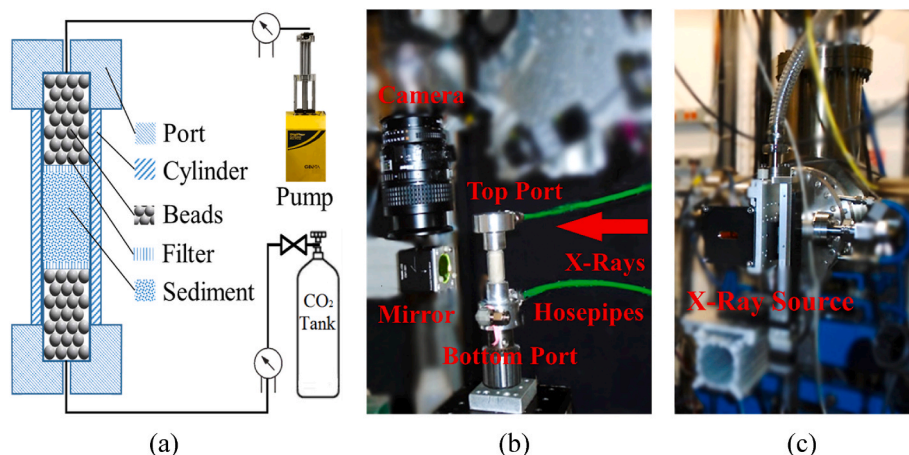 Port
Cylinder
Beads
Filter
Sediment
Pump
CO₂
Tank
Camera
Top Port
X-Rays
Mirror
Hosepipes
Bottom Port
X-Ray Source
(a)
(b)
(c)